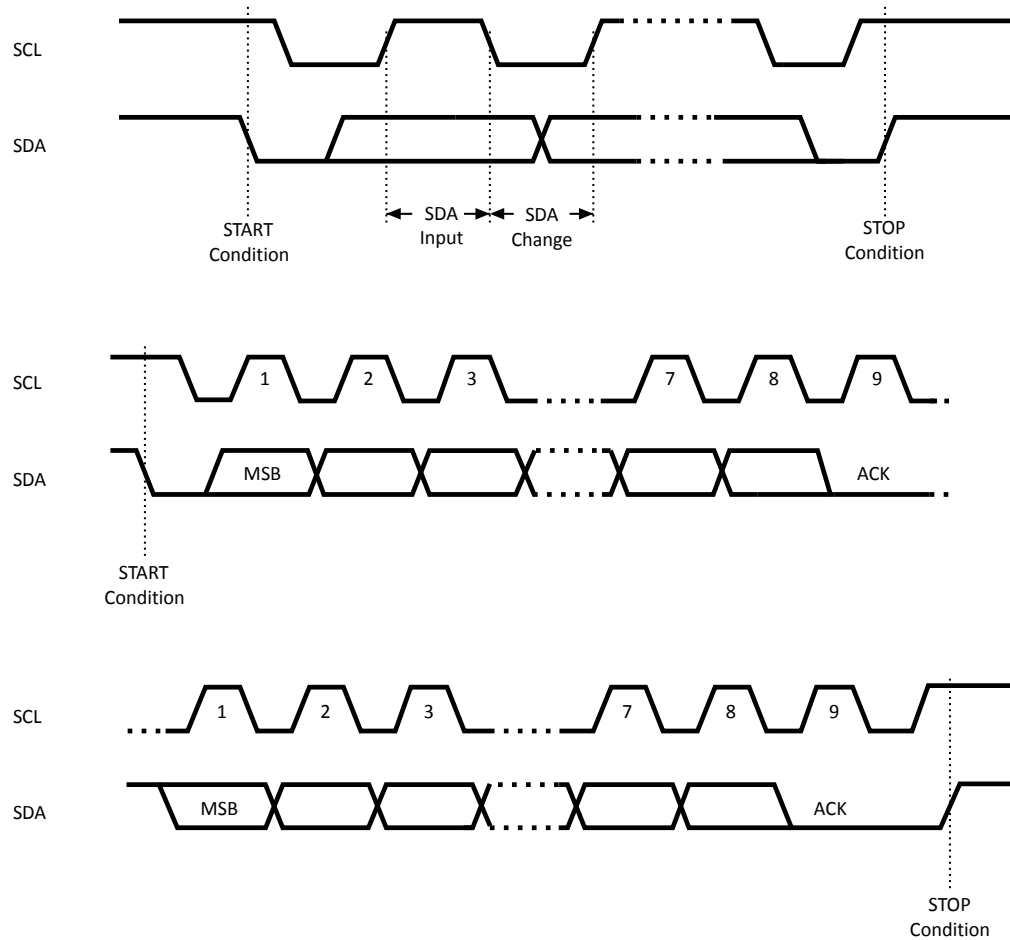 SCL
SDA
SDA
Input
SDA
Change
START
Condition
STOP
Condition
SCL
1
2
3
7
8
9
SDA
MSB
ACK
START
Condition
SCL
1
2
3
7
8
9
SDA
MSB
ACK
STOP
Condition